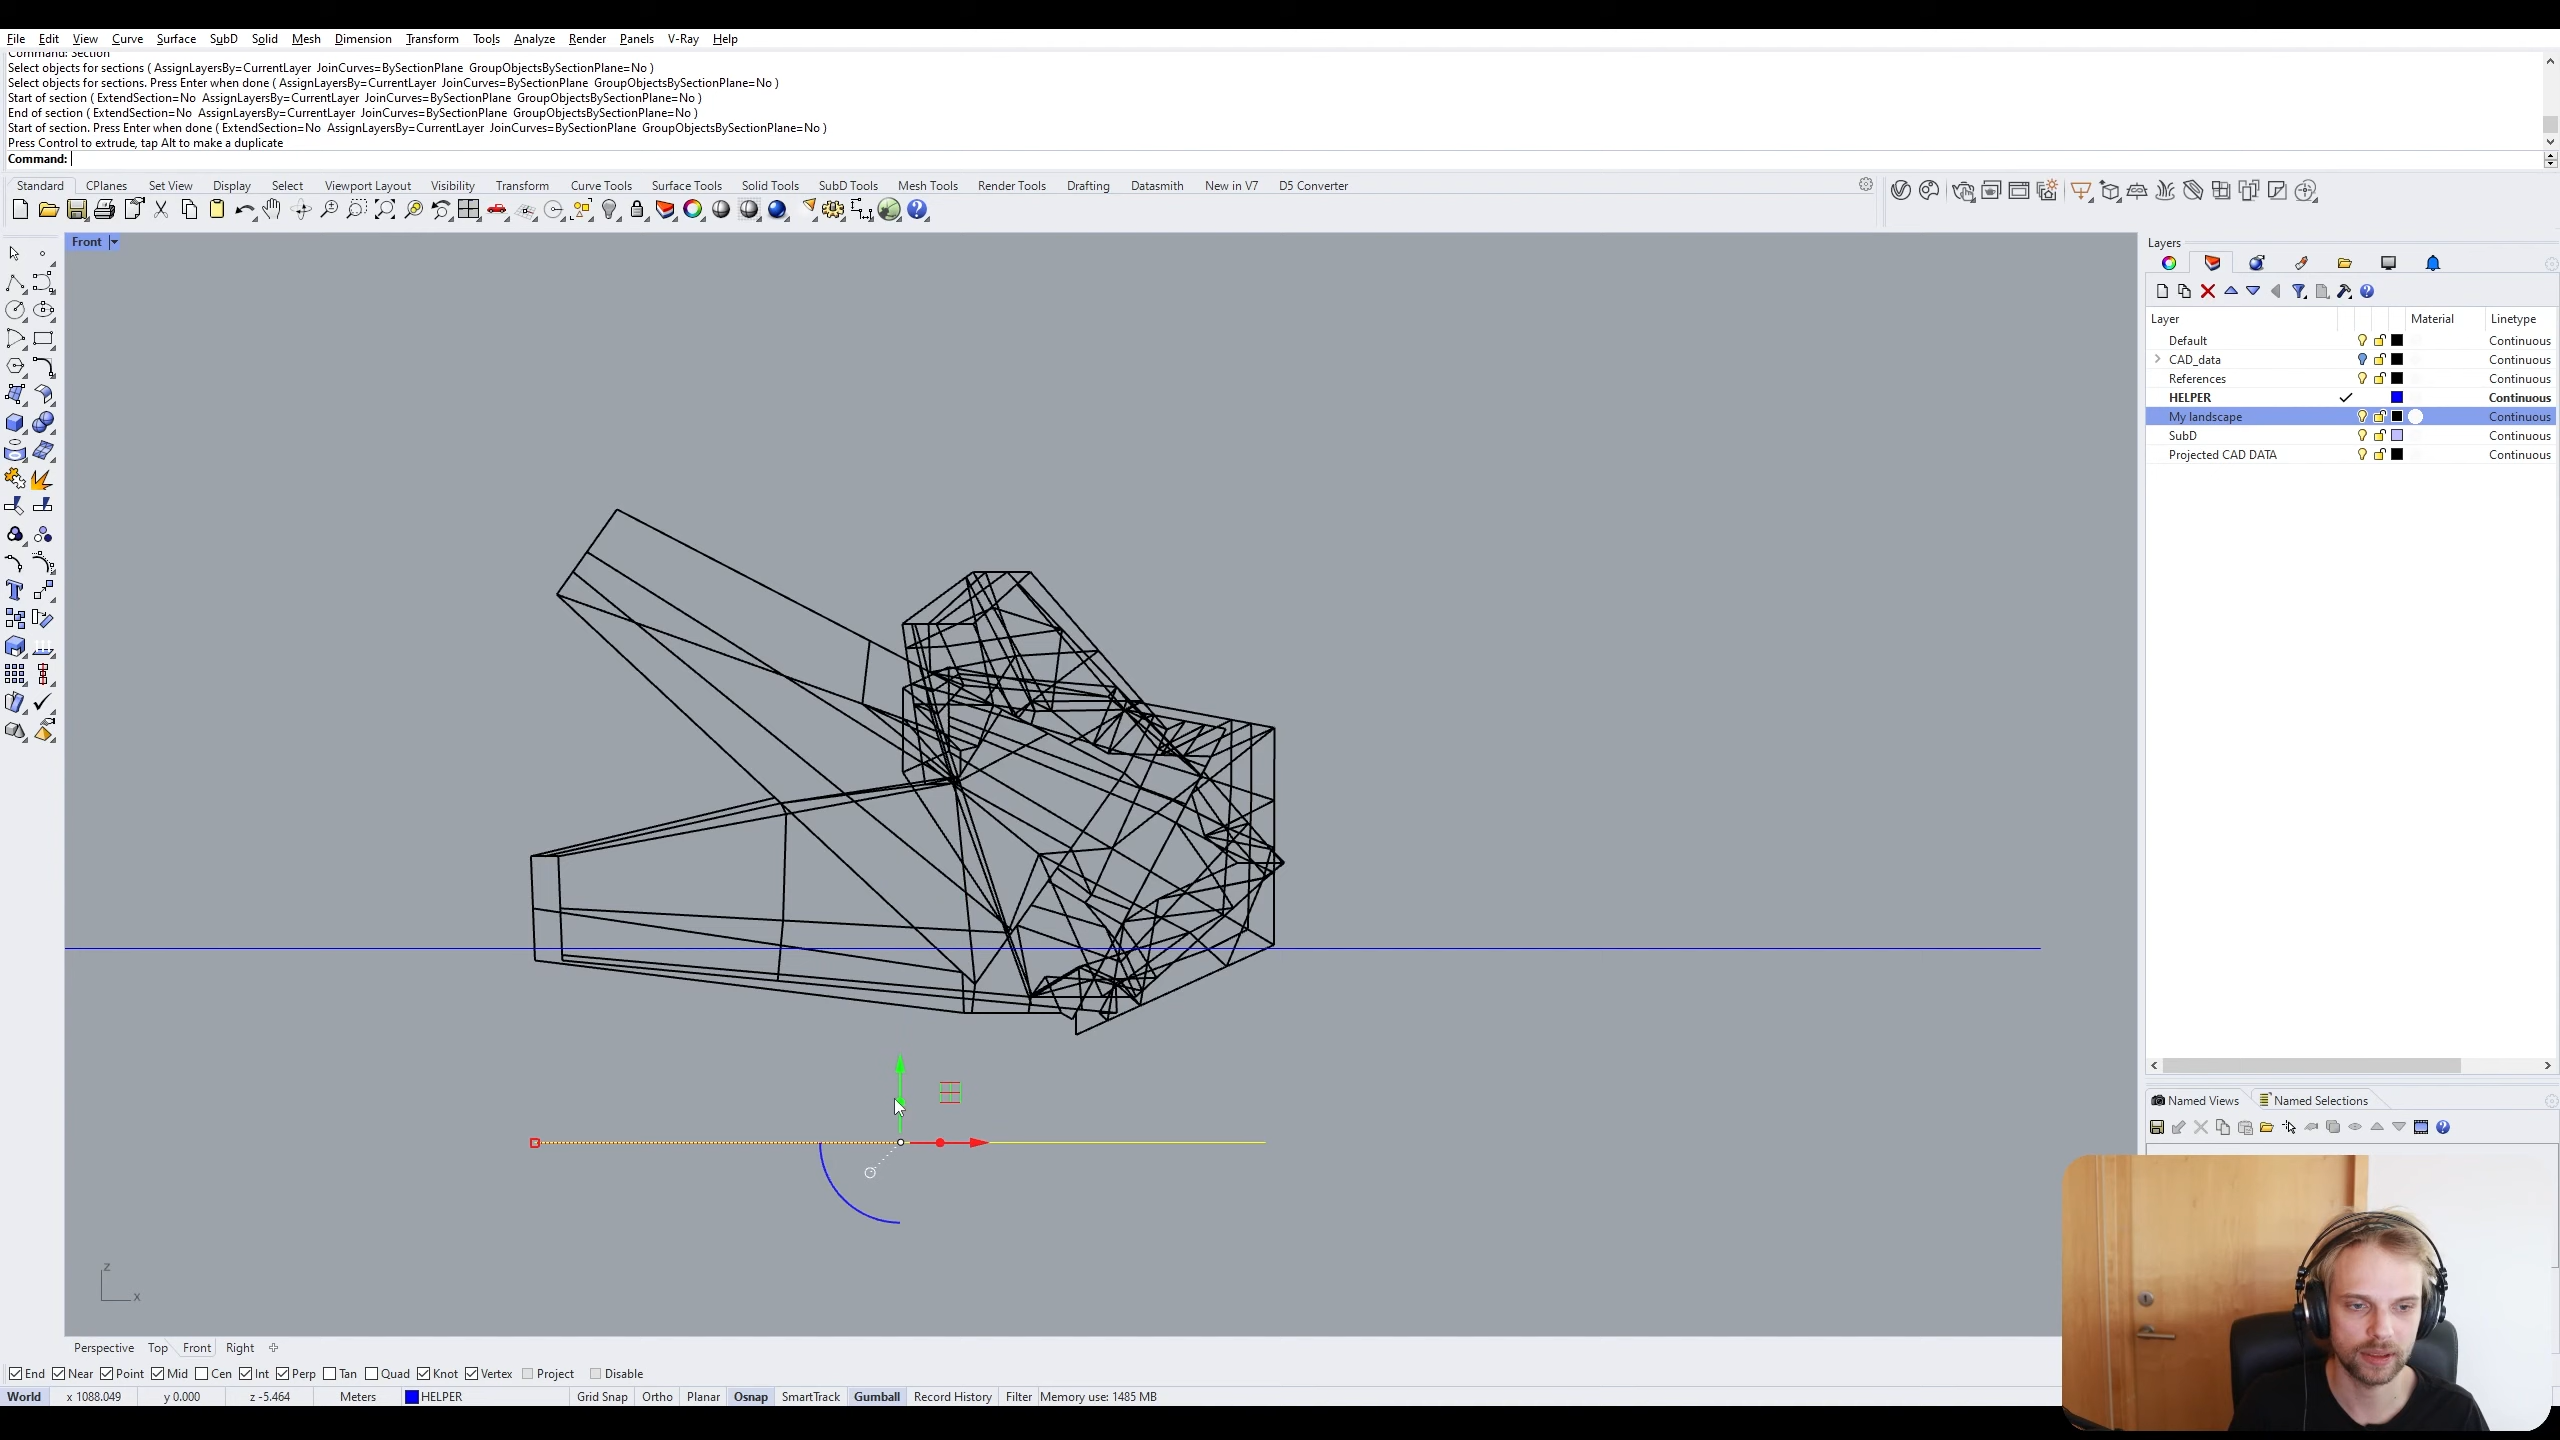 File Edit View Curve Surface SubD Solid Mesh Dimension Transform Tools Analyze Render Panels V-Ray Help
Command: Section
Select objects for sections ( AssignLayersBy=CurrentLayer JoinCurves=BySectionPlane GroupObjectsBySectionPlane=No )
Select objects for sections. Press Enter when done ( AssignLayersBy=CurrentLayer JoinCurves=BySectionPlane GroupObjectsBySectionPlane=No )
Start of section ( ExtendSection=No AssignLayersBy=CurrentLayer JoinCurves=BySectionPlane GroupObjectsBySectionPlane=No )
End of section ( ExtendSection=No AssignLayersBy=CurrentLayer JoinCurves=BySectionPlane GroupObjectsBySectionPlane=No )
Start of section. Press Enter when done ( ExtendSection=No AssignLayersBy=CurrentLayer JoinCurves=BySectionPlane GroupObjectsBySectionPlane=No )
Press Control to extrude, tap Alt to make a duplicate
Command:
Standard CPlanes Set View Display Select Viewport Layout Visibility Transform Curve Tools Surface Tools Solid Tools SubD Tools Mesh Tools Render Tools Drafting Datasmith New in V7 D5 Converter
Front
Layers
Layer Material Linetype
Default Continuous
CAD_data Continuous
References Continuous
HELPER Continuous
My landscape Continuous
SubD Continuous
Projected CAD DATA Continuous
Named Views Named Selections
z
x
Perspective Top Front Right
End Near Point Mid Cen Int Perp Tan Quad Knot Vertex Project Disable
World x 1088.049 y 0.000 z -5.464 Meters HELPER Grid Snap Ortho Planar Osnap SmartTrack Gumball Record History Filter Memory use: 1485 MB